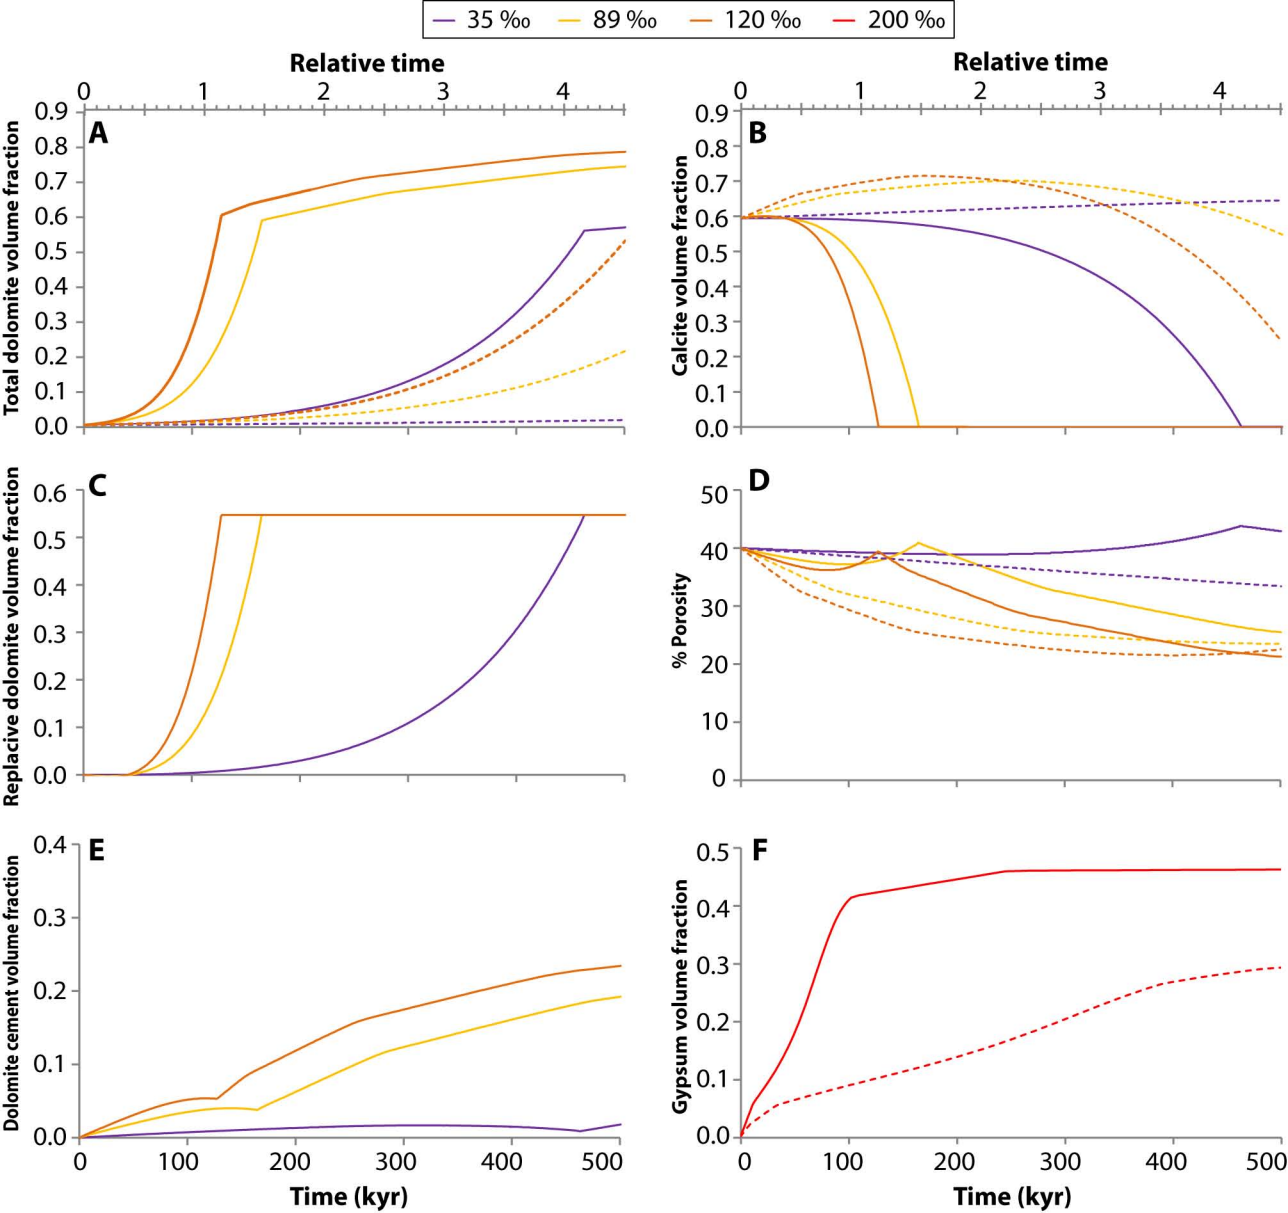 35 ‰ 89 ‰ 120 ‰ 200 ‰
Relative time
0 1 2 3 4
A
Total dolomite volume fraction
0.9
0.8
0.7
0.6
0.5
0.4
0.3
0.2
0.1
0.0
Relative time
0 1 2 3 4
B
Calcite volume fraction
0.9
0.8
0.7
0.6
0.5
0.4
0.3
0.2
0.1
0.0
C
Replacive dolomite volume fraction
0.6
0.5
0.4
0.3
0.2
0.1
0.0
D
% Porosity
50
40
30
20
10
0
E
Dolomite cement volume fraction
0.4
0.3
0.2
0.1
0.0
0 100 200 300 400 500
Time (kyr)
F
Gypsum volume fraction
0.5
0.4
0.3
0.2
0.1
0.0
0 100 200 300 400 500
Time (kyr)